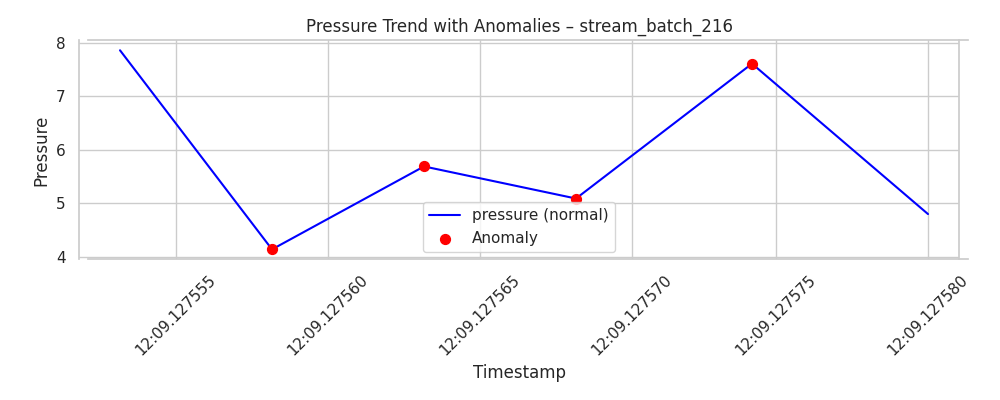 Pressure Trend with Anomalies – stream_batch_216
Pressure
8
7
6
5
4
pressure (normal)
Anomaly
12:09.127555
12:09.127560
12:09.127565
12:09.127570
12:09.127575
12:09.127580
Timestamp